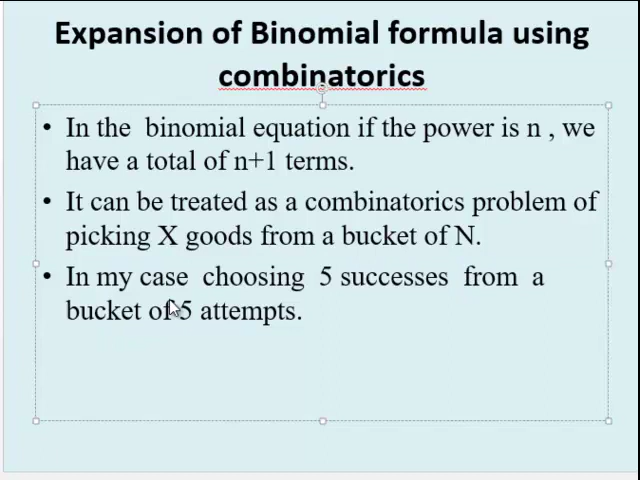 Expansion of Binomial formula using
combinatorics
• In the binomial equation if the power is n , we
have a total of n+1 terms.
• It can be treated as a combinatorics problem of
picking X goods from a bucket of N.
• In my case choosing 5 successes from a
bucket of 5 attempts.